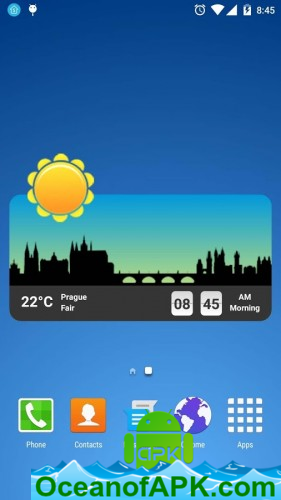 8:45
22°C
Prague
Fair
08 45
AM
Morning
Phone
Contacts
Apps
APK
OceanofAPK.com